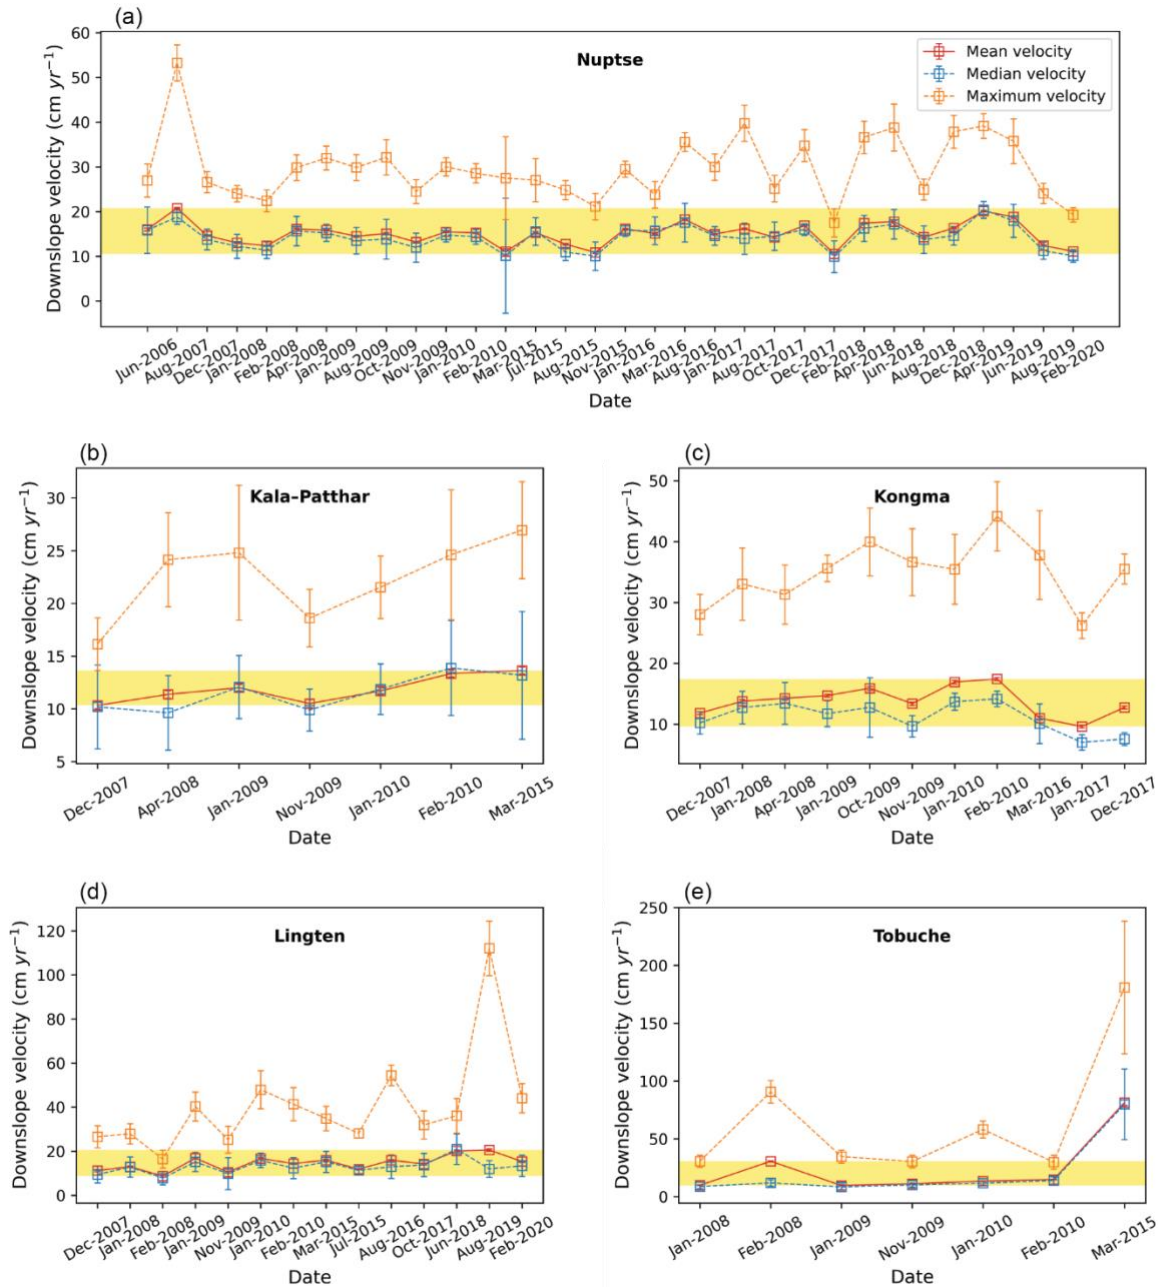 (a)
60
50
40
30
20
10
0
Downslope velocity (cm yr⁻¹)
Nuptse
Mean velocity
Median velocity
Maximum velocity
Jun-2006
Aug-2007
Dec-2007
Jan-2008
Feb-2008
Apr-2008
Jan-2009
Aug-2009
Oct-2009
Nov-2009
Jan-2010
Feb-2010
Mar-2015
Jul-2015
Aug-2015
Nov-2015
Jan-2016
Mar-2016
Aug-2016
Jan-2017
Aug-2017
Oct-2017
Dec-2017
Feb-2018
Apr-2018
Jun-2018
Aug-2018
Dec-2018
Apr-2019
Jun-2019
Aug-2019
Feb-2020
Date
(b)
30
25
20
15
10
5
Downslope velocity (cm yr⁻¹)
Kala–Patthar
Dec-2007
Apr-2008
Jan-2009
Nov-2009
Jan-2010
Feb-2010
Mar-2015
Date
(c)
50
40
30
20
10
Downslope velocity (cm yr⁻¹)
Kongma
Dec-2007
Jan-2008
Apr-2008
Jan-2009
Oct-2009
Nov-2009
Jan-2010
Feb-2010
Mar-2016
Jan-2017
Dec-2017
Date
(d)
120
100
80
60
40
20
0
Downslope velocity (cm yr⁻¹)
Lingten
Dec-2007
Jan-2008
Feb-2008
Jan-2009
Nov-2009
Jan-2010
Feb-2010
Mar-2015
Jul-2015
Aug-2016
Oct-2017
Jun-2018
Aug-2019
Feb-2020
Date
(e)
250
200
150
100
50
0
Downslope velocity (cm yr⁻¹)
Tobuche
Jan-2008
Feb-2008
Jan-2009
Nov-2009
Jan-2010
Feb-2010
Mar-2015
Date